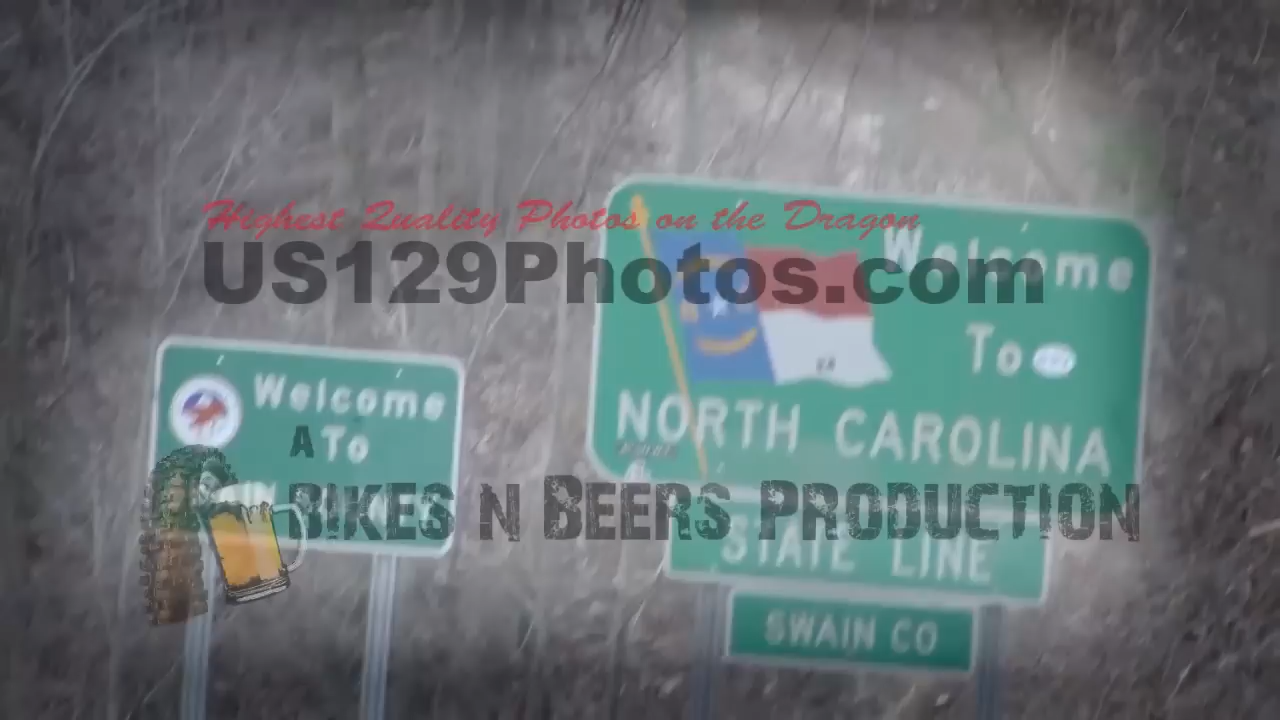 Highest Quality Photos on the Dragon
US129Photos.com
Welcome
To
NORTH CAROLINA
STATE LINE
SWAIN CO
Welcome
To
A
BIKES N BEERS PRODUCTION